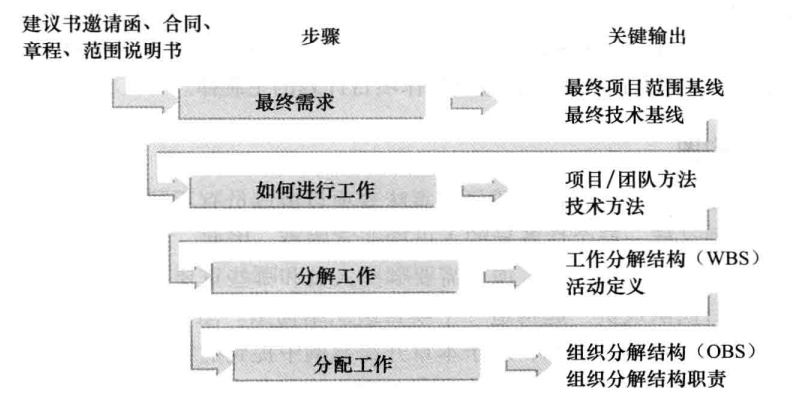 建议书邀请函、合同、
章程、范围说明书
步骤
关键输出
最终需求
最终项目范围基线
最终技术基线
如何进行工作
项目/团队方法
技术方法
分解工作
工作分解结构（WBS）
活动定义
分配工作
组织分解结构（OBS）
组织分解结构职责